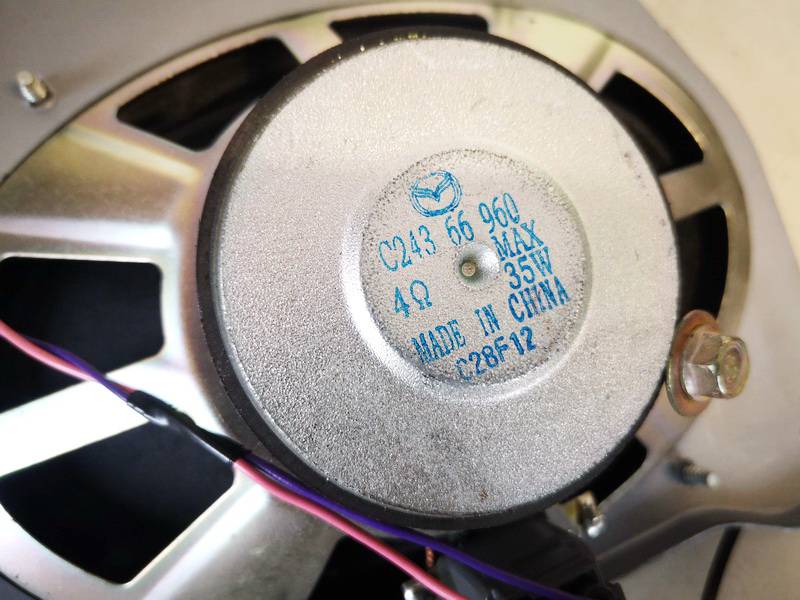 C243 66 960
MAX
4Ω 35W
MADE IN CHINA
C28F12